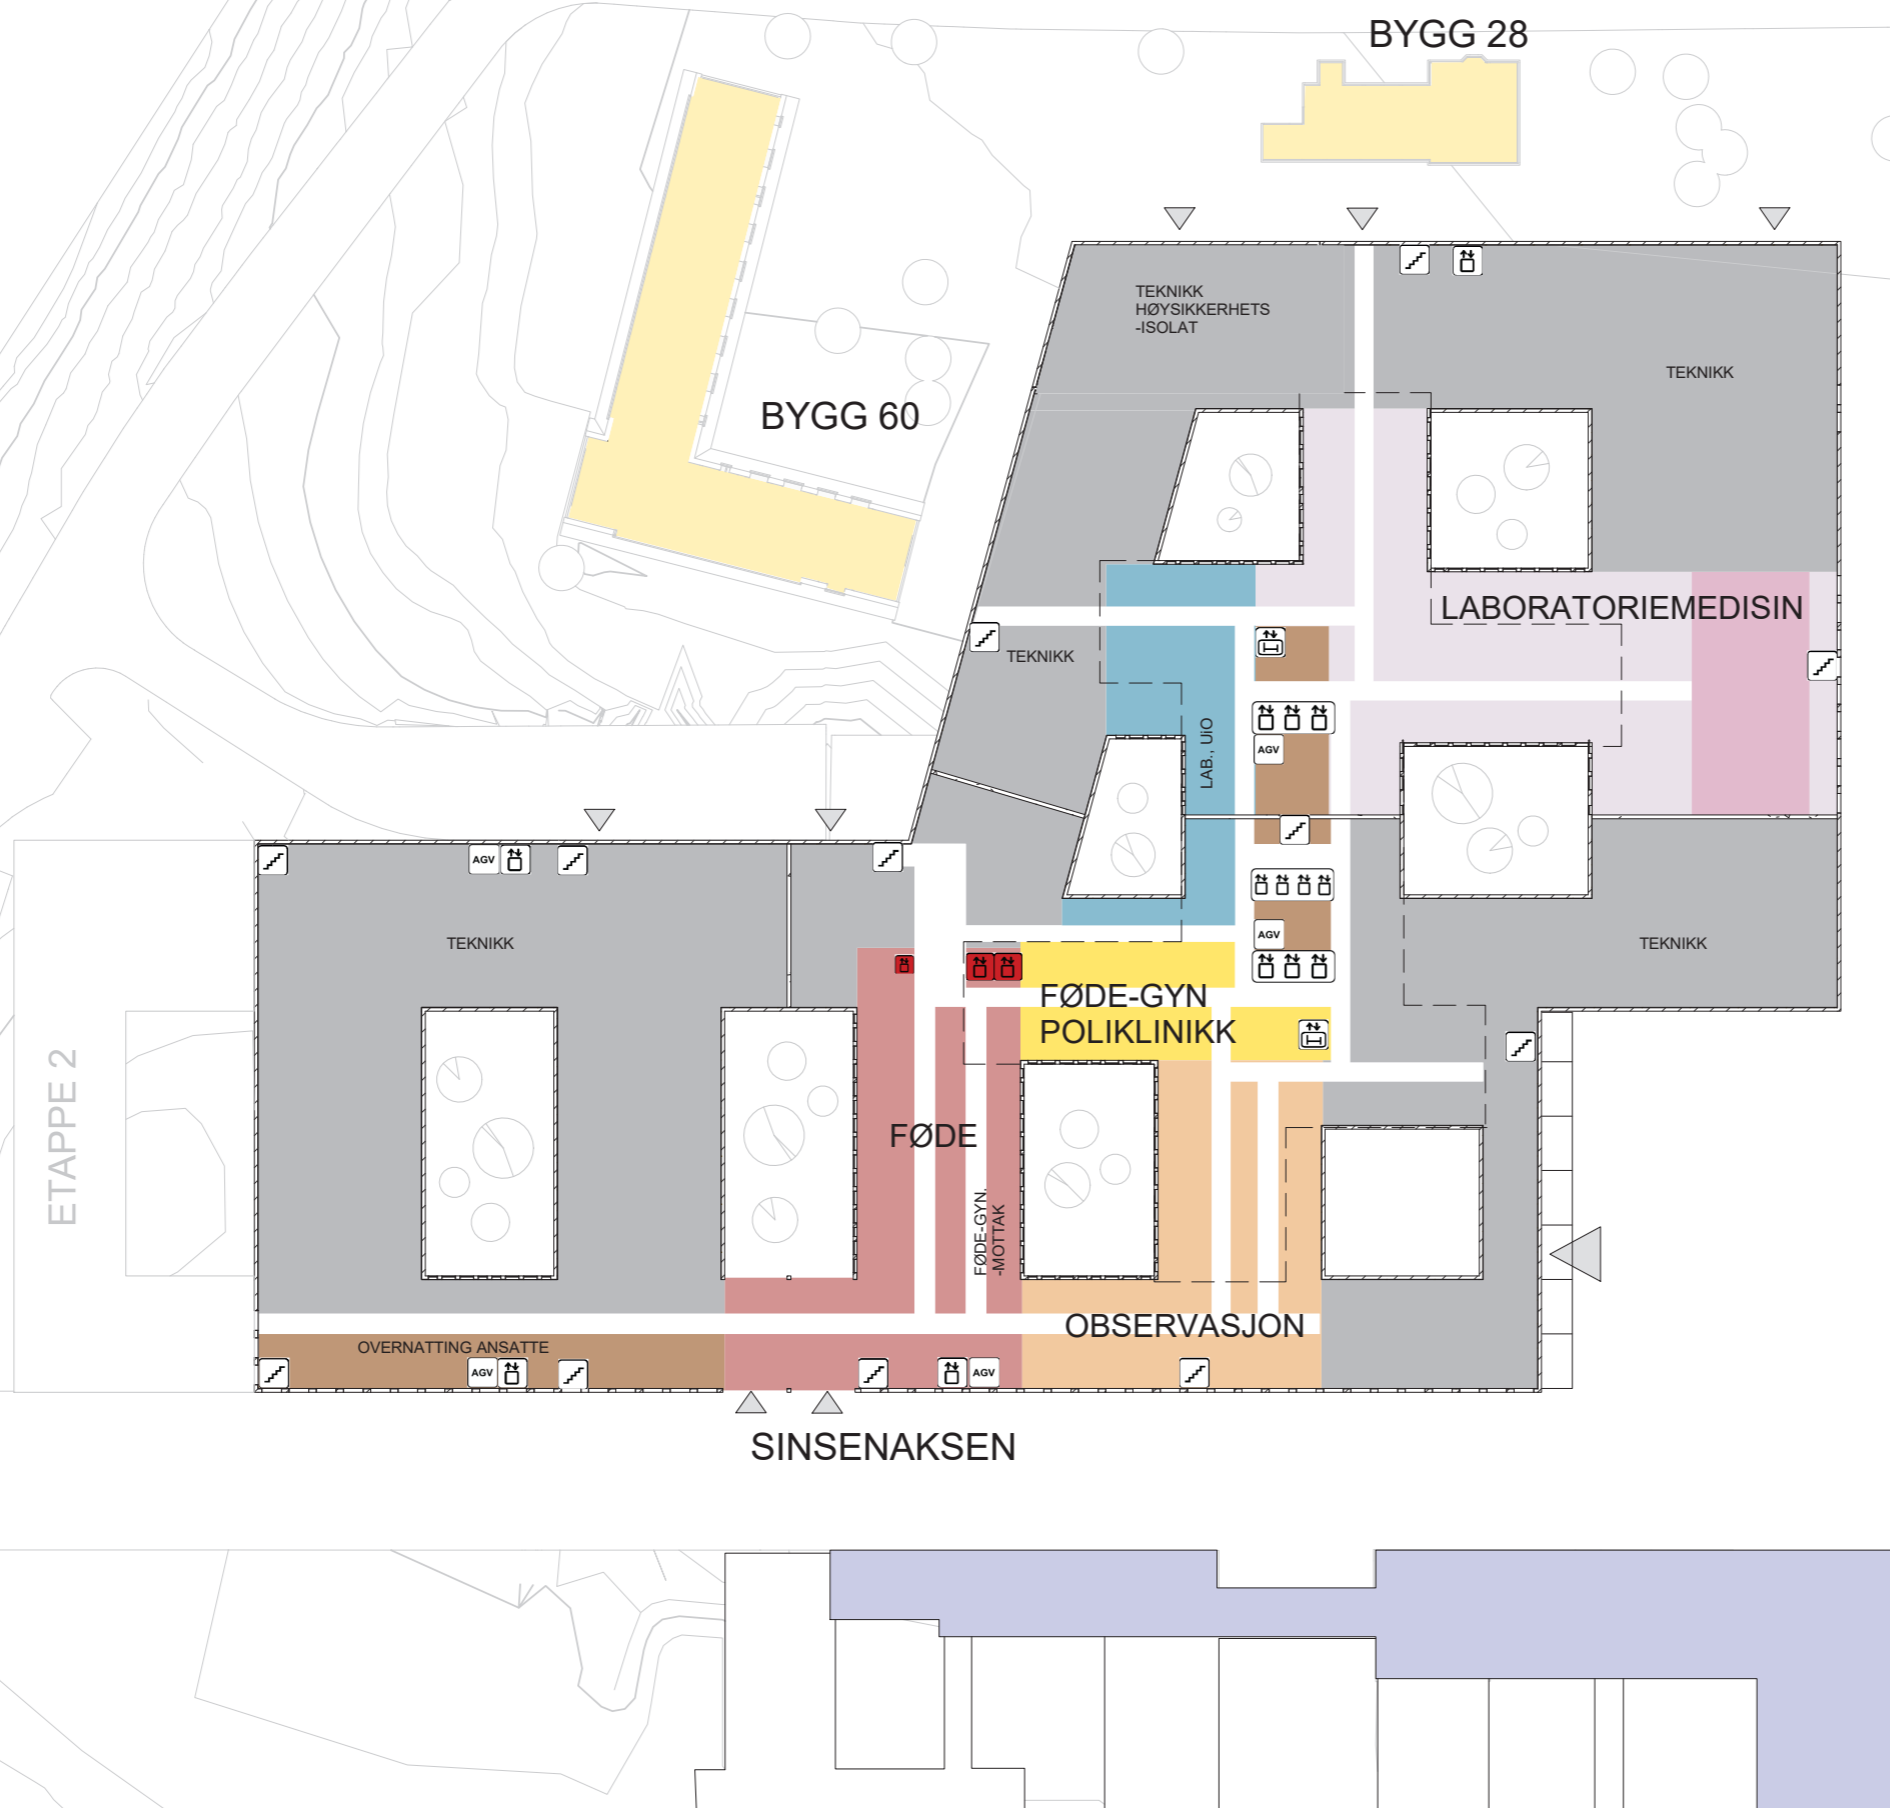 BYGG 28
TEKNIKK
HØYSIKKERHETS
-ISOLAT
TEKNIKK
BYGG 60
LABORATORIEMEDISIN
TEKNIKK
LAB., UiO
AGV
AGV
TEKNIKK
AGV
TEKNIKK
FØDE-GYN
POLIKLINIKK
ETAPPE 2
FØDE
FØDE-GYN.
-MOTTAK
OBSERVASJON
OVERNATTING ANSATTE
AGV
AGV
SINSENAKSEN